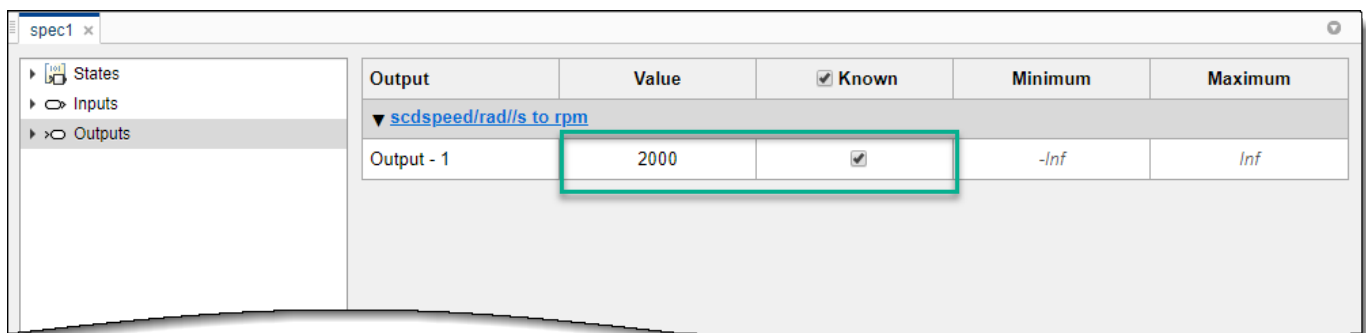 spec1
States
Inputs
Outputs
Output Value Known Minimum Maximum
scdspeed/rad//s to rpm
Output - 1 2000 -Inf Inf